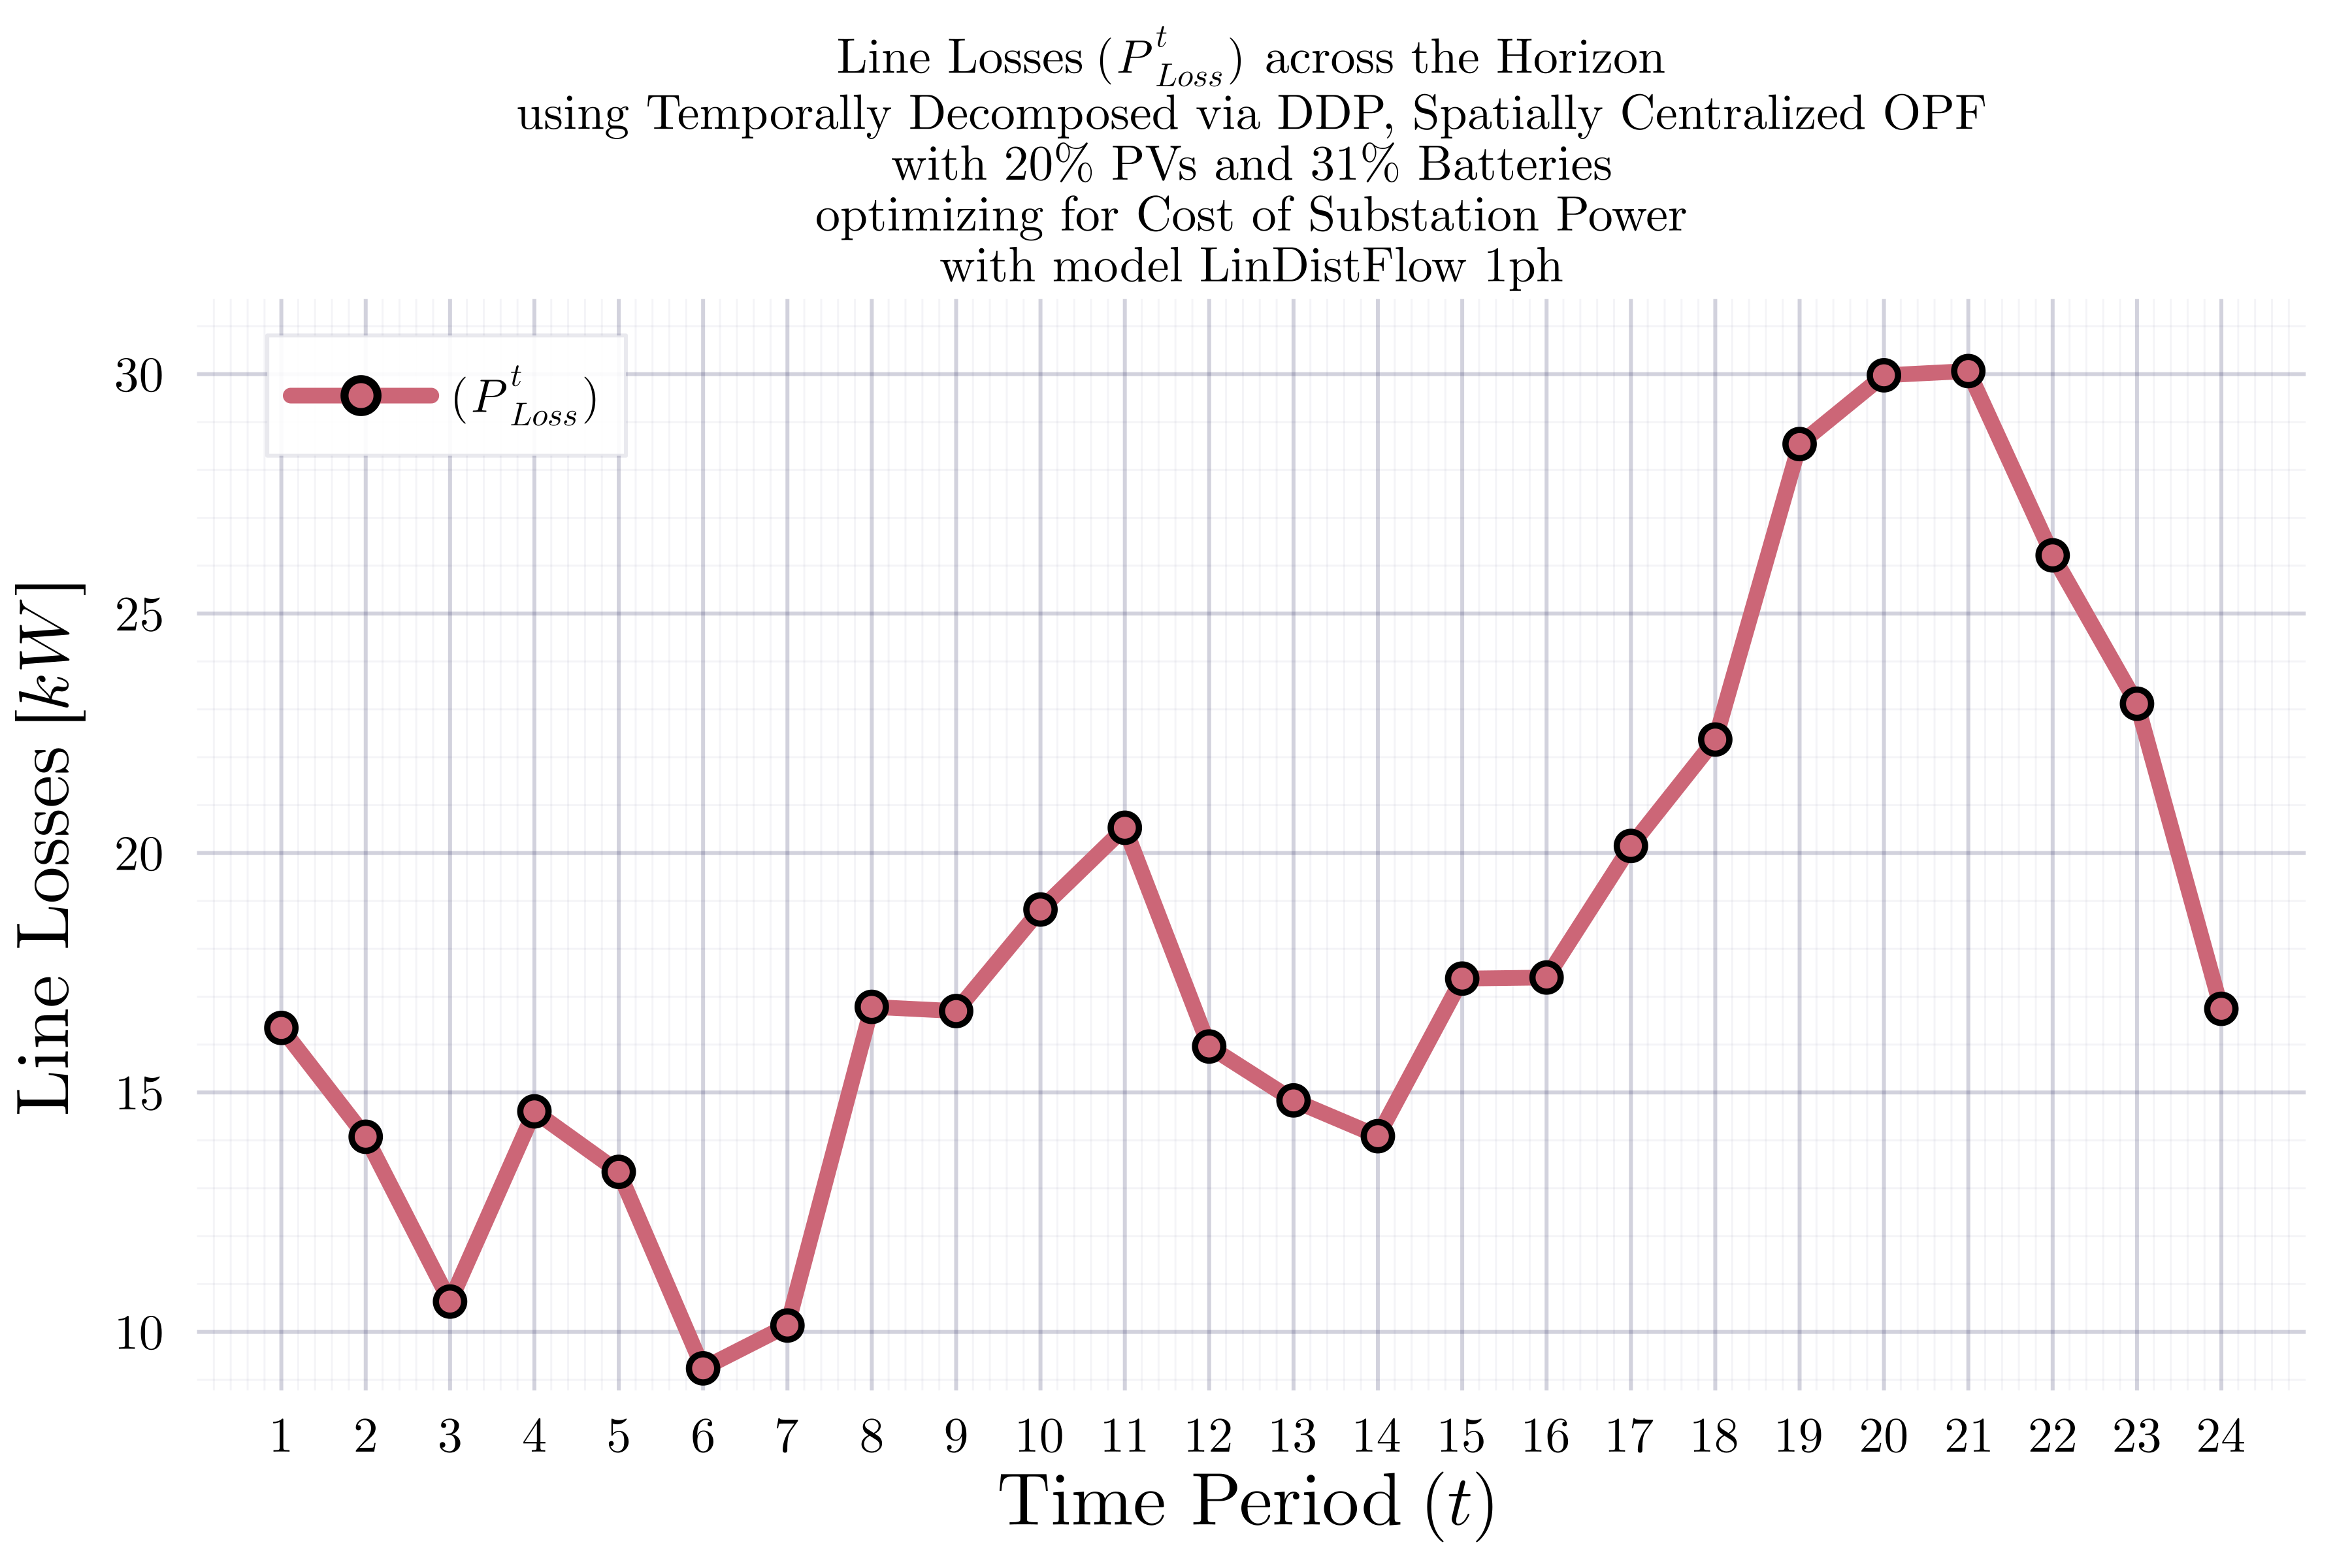 Line Losses (P^t_Loss) across the Horizon
using Temporally Decomposed via DDP, Spatially Centralized OPF
with 20% PVs and 31% Batteries
optimizing for Cost of Substation Power
with model LinDistFlow 1ph
(P^t_Loss)
30
25
20
15
10
Line Losses [kW]
1 2 3 4 5 6 7 8 9 10 11 12 13 14 15 16 17 18 19 20 21 22 23 24
Time Period (t)